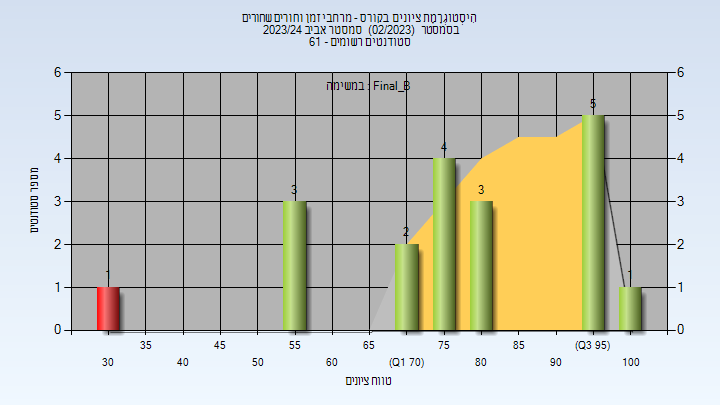 היסטוגרמת ציונים בקורס - מרחבי זמן וחורים שחורים
בסמסטר (02/2023) סמסטר אביב 2023/24
סטודנטים רשומים - 61
במשימה : Final_B
מספר סטודנטים
6 6
5 5
4 4
3 3
2 2
1 1
0 0
1 3 2 4 3 5 1
35 45 55 65 75 85 (Q3 95)
30 40 50 60 (Q1 70) 80 90 100
טווח ציונים